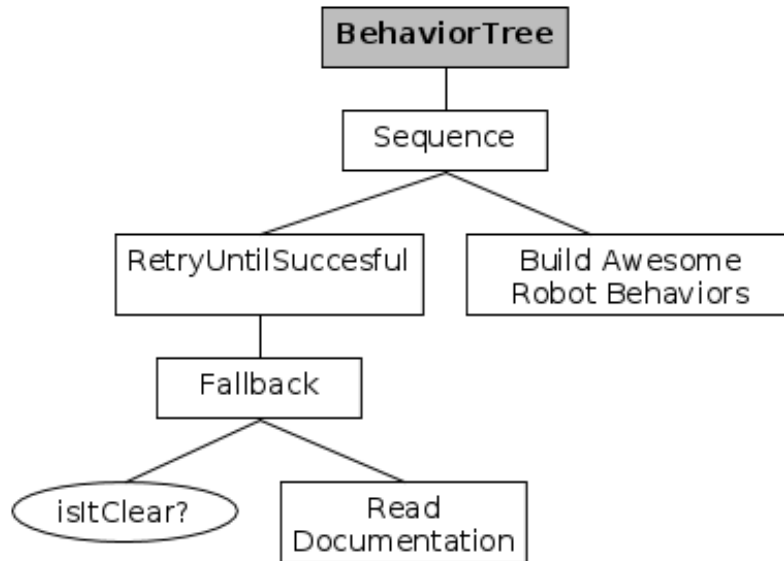 BehaviorTree
Sequence
RetryUntilSuccesful
Build Awesome
Robot Behaviors
Fallback
isItClear?
Read
Documentation